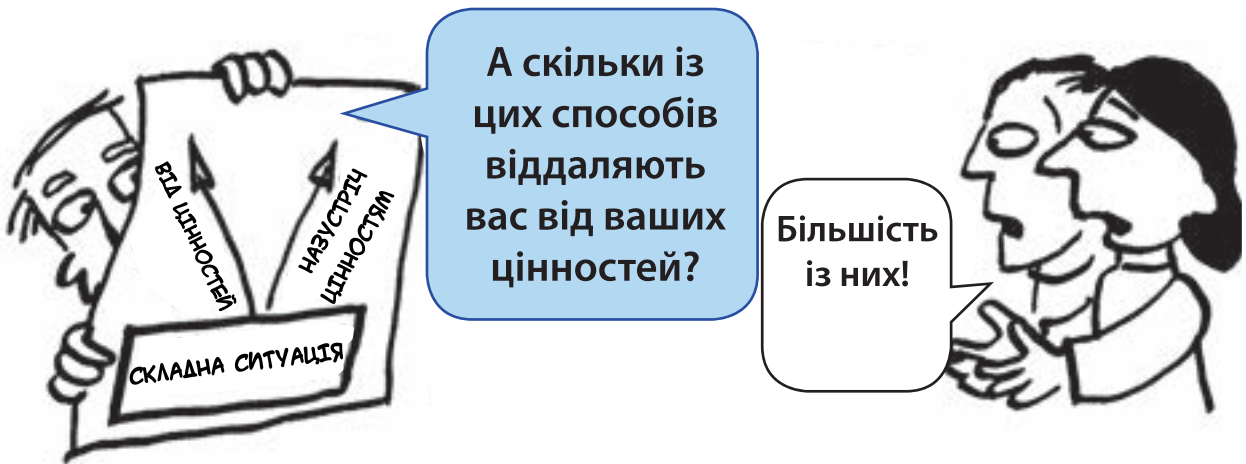 ВІД ЦІННОСТЕЙ
НАЗУСТРІЧ
ЦІННОСТЯМ
СКЛАДНА СИТУАЦІЯ
А скільки із
цих способів
віддаляють
вас від ваших
цінностей?
Більшість
із них!